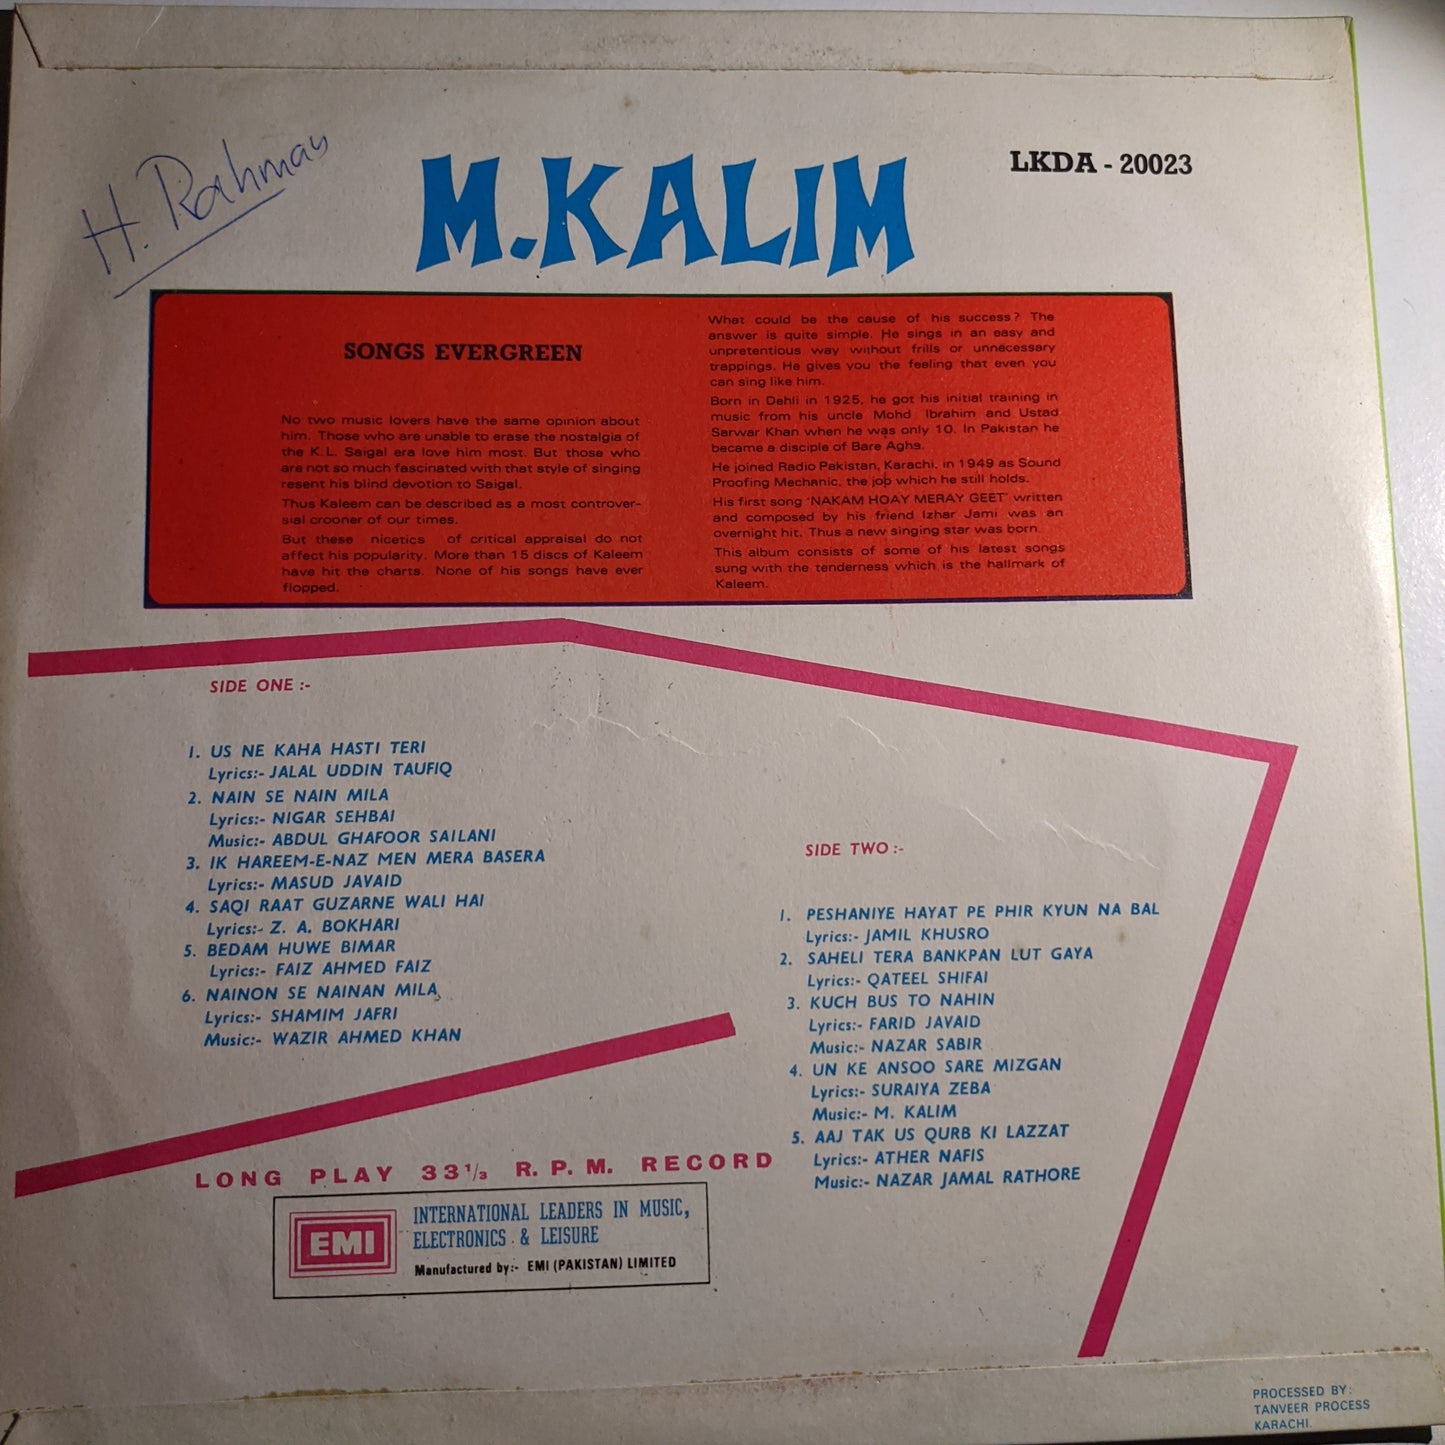 H. Rahman
M.KALIM
LKDA - 20023
SONGS EVERGREEN
No two music lovers have the same opinion about
him. Those who are unable to erase the nostalgia of
the K.L. Saigal era love him most. But those who
are not so much fascinated with that style of singing
resent his blind devotion to Saigal.
Thus Kaleem can be described as a most controver-
sial crooner of our times.
But these nicetics of critical appraisal do not
affect his popularity. More than 15 discs of Kaleem
have hit the charts. None of his songs have ever
flopped.
What could be the cause of his success? The
answer is quite simple. He sings in an easy and
unpretentious way without frills or unnecessary
trappings. He gives you the feeling that even you
can sing like him.
Born in Dehli in 1925, he got his initial training in
music from his uncle Mohd Ibrahim and Ustad
Sarwar Khan when he was only 10. In Pakistan he
became a disciple of Bare Agha.
He joined Radio Pakistan, Karachi, in 1949 as Sound
Proofing Mechanic, the job which he still holds.
His first song 'NAKAM HOAY MERAY GEET' written
and composed by his friend Izhar Jami was an
overnight hit. Thus a new singing star was born.
This album consists of some of his latest songs
sung with the tenderness which is the hallmark of
Kaleem.
SIDE ONE :-
1. US NE KAHA HASTI TERI
Lyrics:- JALAL UDDIN TAUFIQ
2. NAIN SE NAIN MILA
Lyrics:- NIGAR SEHBAI
Music:- ABDUL GHAFOOR SAILANI
3. IK HAREEM-E-NAZ MEN MERA BASERA
Lyrics:- MASUD JAVAID
4. SAQI RAAT GUZARNE WALI HAI
Lyrics:- Z. A. BOKHARI
5. BEDAM HUWE BIMAR
Lyrics:- FAIZ AHMED FAIZ
6. NAINON SE NAINAN MILA
Lyrics:- SHAMIM JAFRI
Music:- WAZIR AHMED KHAN
SIDE TWO :-
1. PESHANIYE HAYAT PE PHIR KYUN NA BAL
Lyrics:- JAMIL KHUSRO
2. SAHELI TERA BANKPAN LUT GAYA
Lyrics:- QATEEL SHIFAI
3. KUCH BUS TO NAHIN
Lyrics:- FARID JAVAID
Music:- NAZAR SABIR
4. UN KE ANSOO SARE MIZGAN
Lyrics:- SURAIYA ZEBA
Music:- M. KALIM
5. AAJ TAK US QURB KI LAZZAT
Lyrics:- ATHER NAFIS
Music:- NAZAR JAMAL RATHORE
LONG PLAY 33 1/3 R. P. M. RECORD
EMI
INTERNATIONAL LEADERS IN MUSIC,
ELECTRONICS & LEISURE
Manufactured by:- EMI (PAKISTAN) LIMITED
PROCESSED BY:
TANVEER PROCESS
KARACHI.